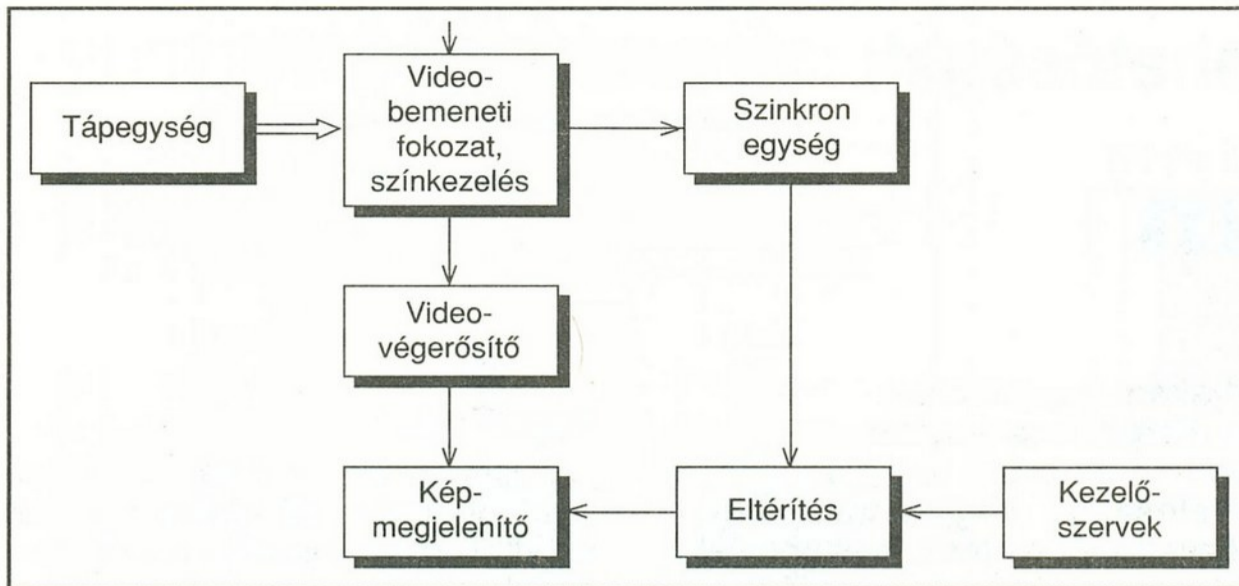 Tápegység
Video-
bemeneti
fokozat,
színkezelés
Szinkron
egység
Video-
végerősítő
Kép-
megjelenítő
Eltérítés
Kezelő-
szervek